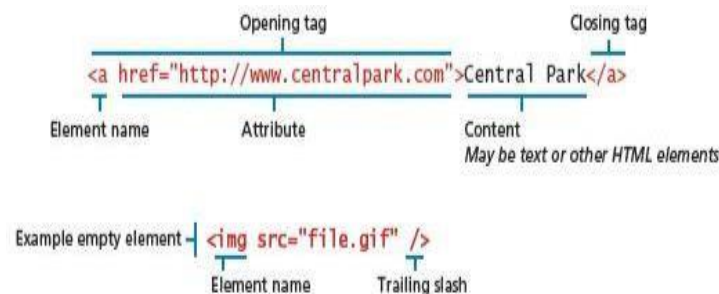 Opening tag Closing tag
<a href="http://www.centralpark.com">Central Park</a>
Element name Attribute Content
May be text or other HTML elements
Example empty element <img src="file.gif" />
Element name Trailing slash